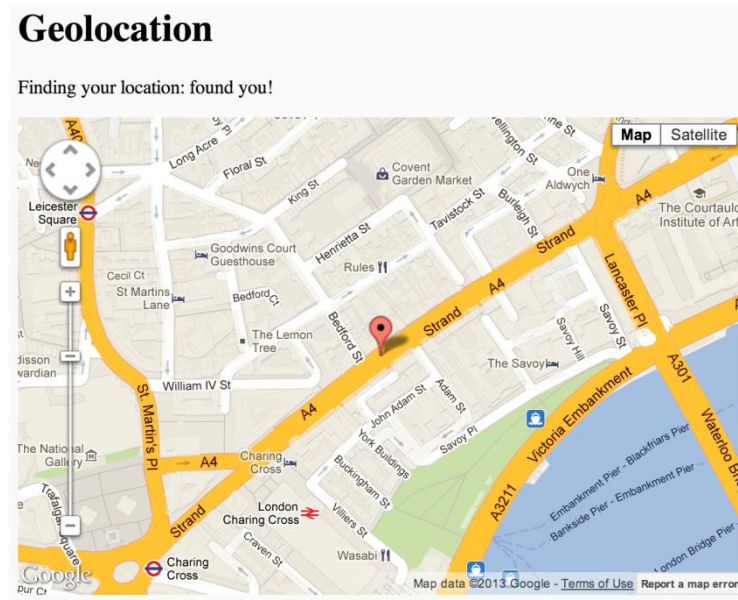 Geolocation
Finding your location: found you!
Map
Satellite
Long Acre
Floral St
King St
Covent
Garden Market
Wellington St
One
Aldwych
Burleigh St
Tavistock St
The Courtauld
Institute of Art
A4
Strand
Leicester
Square
Goodwins Court
Guesthouse
Henrietta St
Rules
A4
Lancaster Pl
Cecil Ct
St Martins
Lane
Bedford Ct
Strand
Savoy St
Savoy Hill
Bedford St
The Lemon
Tree
The Savoy
A301
William IV St
Adam St
John Adam St
Victoria Embankment
St. Martin's Pl
A4
York Buildings
Savoy Pl
Waterloo
The National
Gallery
A4
Charing
Cross
Buckingham St
Embankment Pier - Blackfriars Pier
Bankside Pier - Embankment Pier
A3211
Trafalgar Square
Strand
London
Charing Cross
Villiers St
London Bridge Pier -
Craven St
Wasabi
Charing
Cross
Google
Map data ©2013 Google - Terms of Use
Report a map error